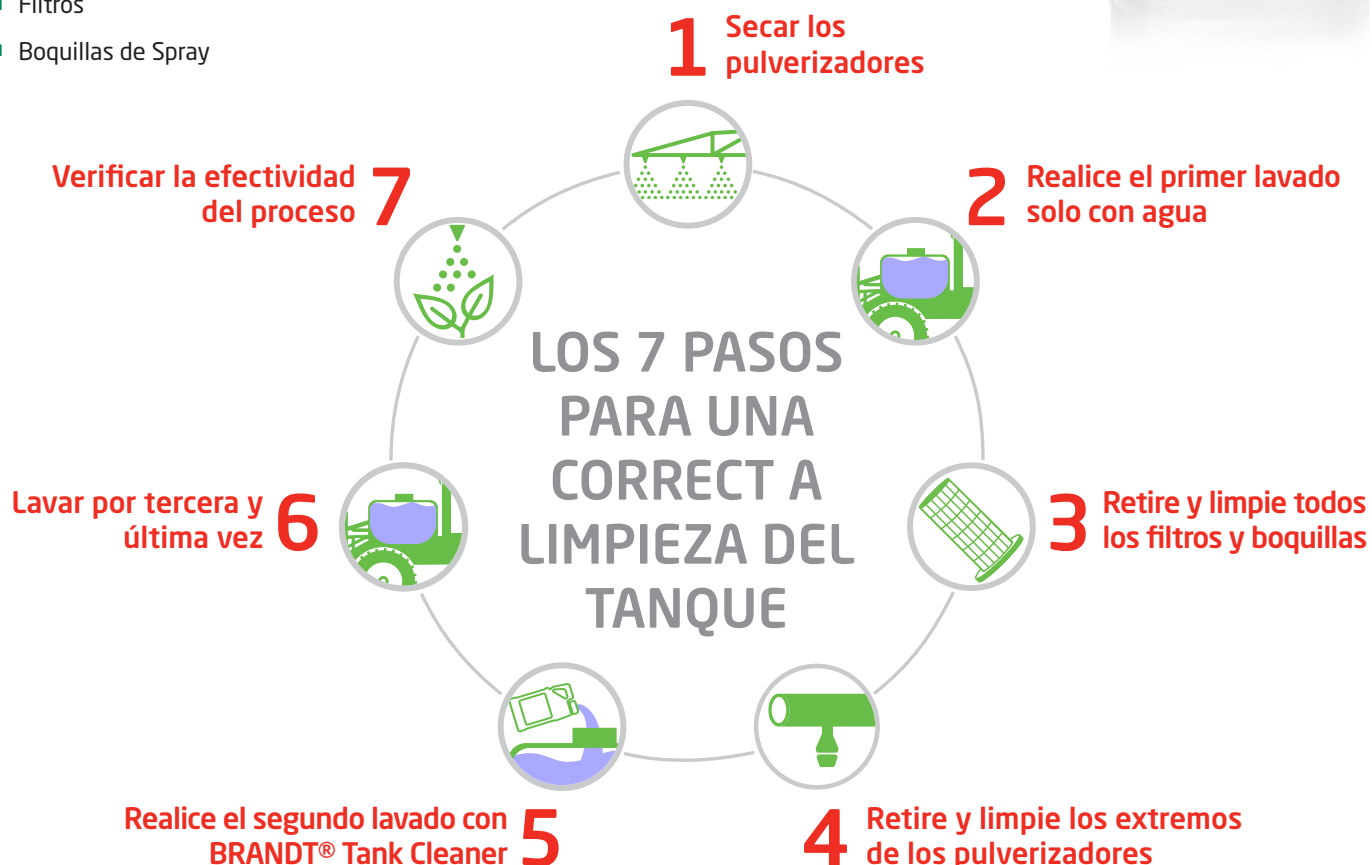 Filtros
Boquillas de Spray
1 Secar los
pulverizadores
2 Realice el primer lavado
solo con agua
3 Retire y limpie todos
los filtros y boquillas
4 Retire y limpie los extremos
de los pulverizadores
Realice el segundo lavado con 5
BRANDT® Tank Cleaner
Lavar por tercera y 6
última vez
Verificar la efectividad 7
del proceso
LOS 7 PASOS
PARA UNA
CORRECT A
LIMPIEZA DEL
TANQUE